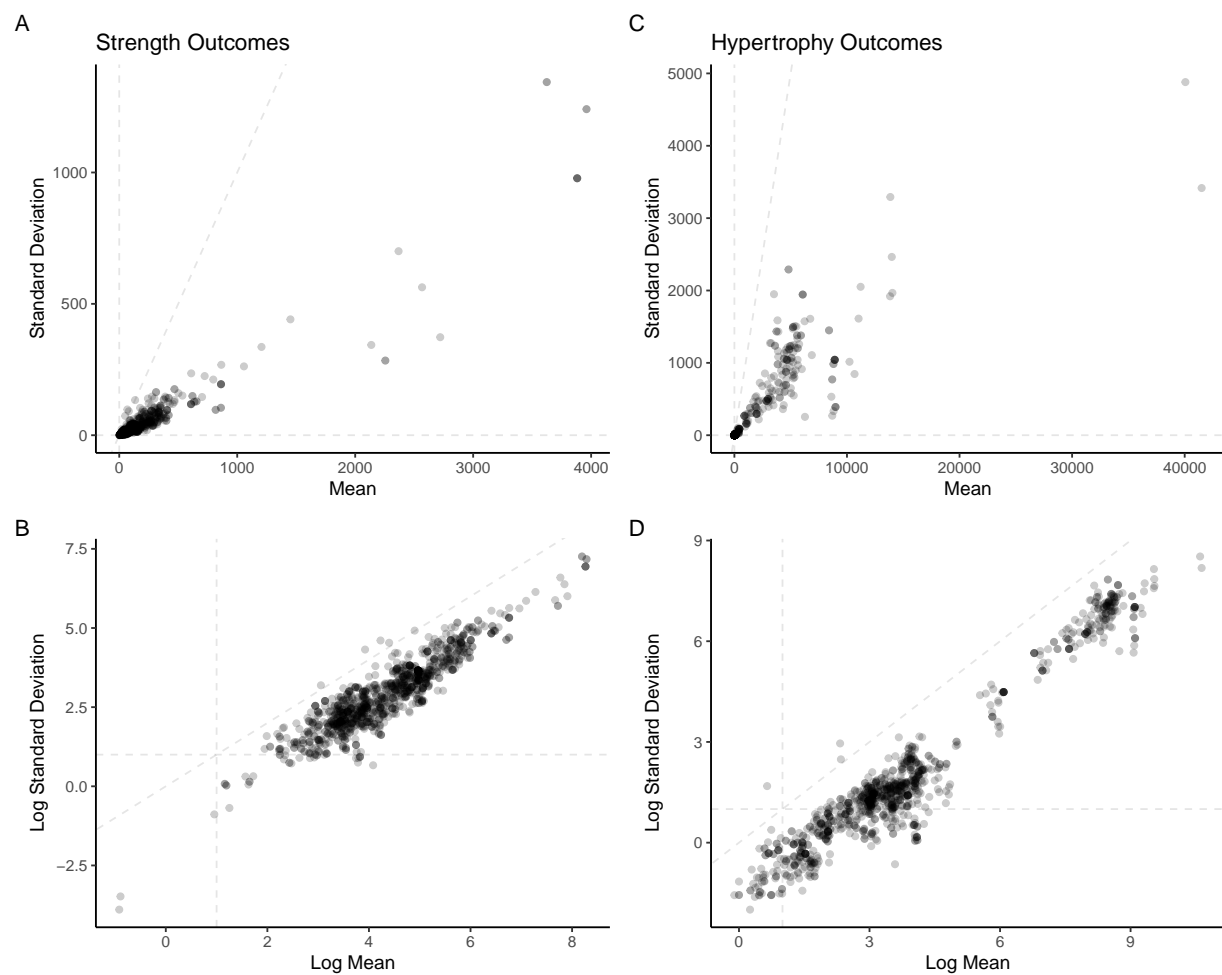 A
Strength Outcomes
Standard Deviation
1000
500
0
0 1000 2000 3000 4000
Mean
C
Hypertrophy Outcomes
Standard Deviation
5000
4000
3000
2000
1000
0
0 10000 20000 30000 40000
Mean
B
Log Standard Deviation
7.5
5.0
2.5
0.0
−2.5
0 2 4 6 8
Log Mean
D
Log Standard Deviation
9
6
3
0
0 3 6 9
Log Mean